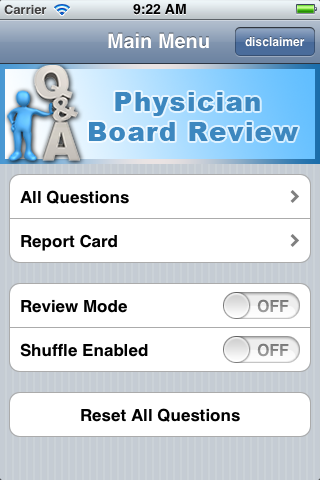 Carrier 9:22 AM
Main Menu disclaimer
Q&A
Physician
Board Review
All Questions
Report Card
Review Mode OFF
Shuffle Enabled OFF
Reset All Questions